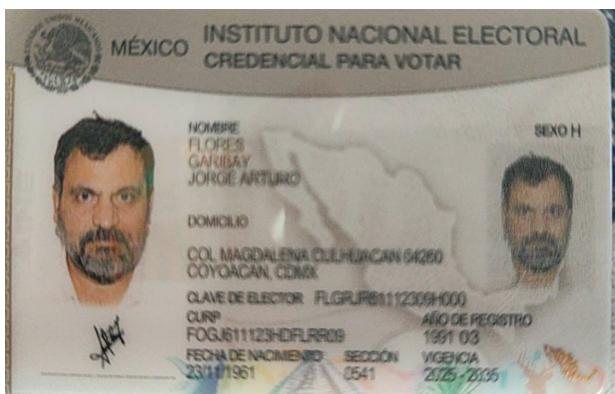 MÉXICO
INSTITUTO NACIONAL ELECTORAL
CREDENCIAL PARA VOTAR
NOMBRE
FLORES
GARIBAY
JORGE ARTURO
SEXO H
DOMICILIO
COL MAGDALENA CULHUACAN 04260
COYOACAN, CDMX
CLAVE DE ELECTOR FLGRJR61112309H000
CURP
FOGJ611123HDFLRR09
AÑO DE REGISTRO
1991 03
FECHA DE NACIMIENTO
23/11/1961
SECCIÓN
0541
VIGENCIA
2025 - 2035